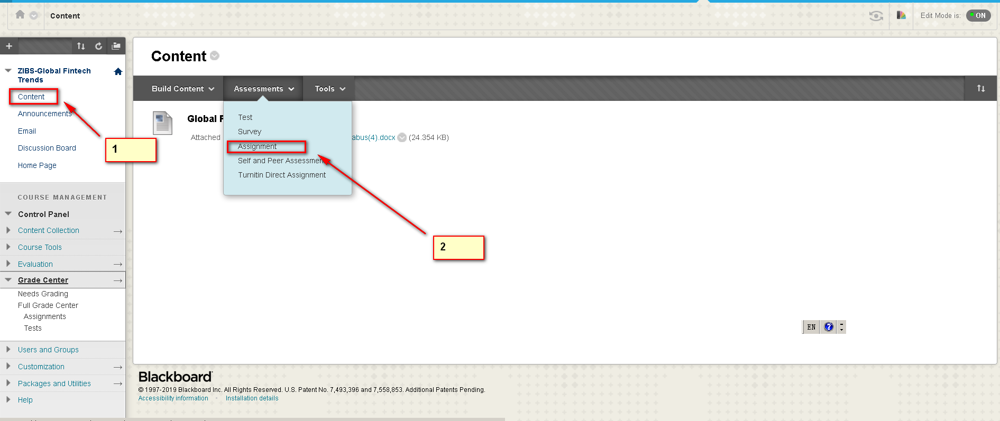 Content
Edit Mode is:
ON
ZIBS-Global Fintech
Trends
Content
Announcements
Email
Discussion Board
Home Page
1
COURSE MANAGEMENT
Control Panel
Content Collection
Course Tools
Evaluation
Grade Center
Needs Grading
Full Grade Center
Assignments
Tests
Users and Groups
Customization
Packages and Utilities
Help
Content
Build Content
Assessments
Tools
Global F
Attached
abus(4).docx
(24.354 KB)
Test
Survey
Assignment
Self and Peer Assessment
Turnitin Direct Assignment
2
EN
?
Blackboard
© 1997-2019 Blackboard Inc. All Rights Reserved. U.S. Patent No. 7,493,396 and 7,558,853. Additional Patents Pending.
Accessibility information
Installation details